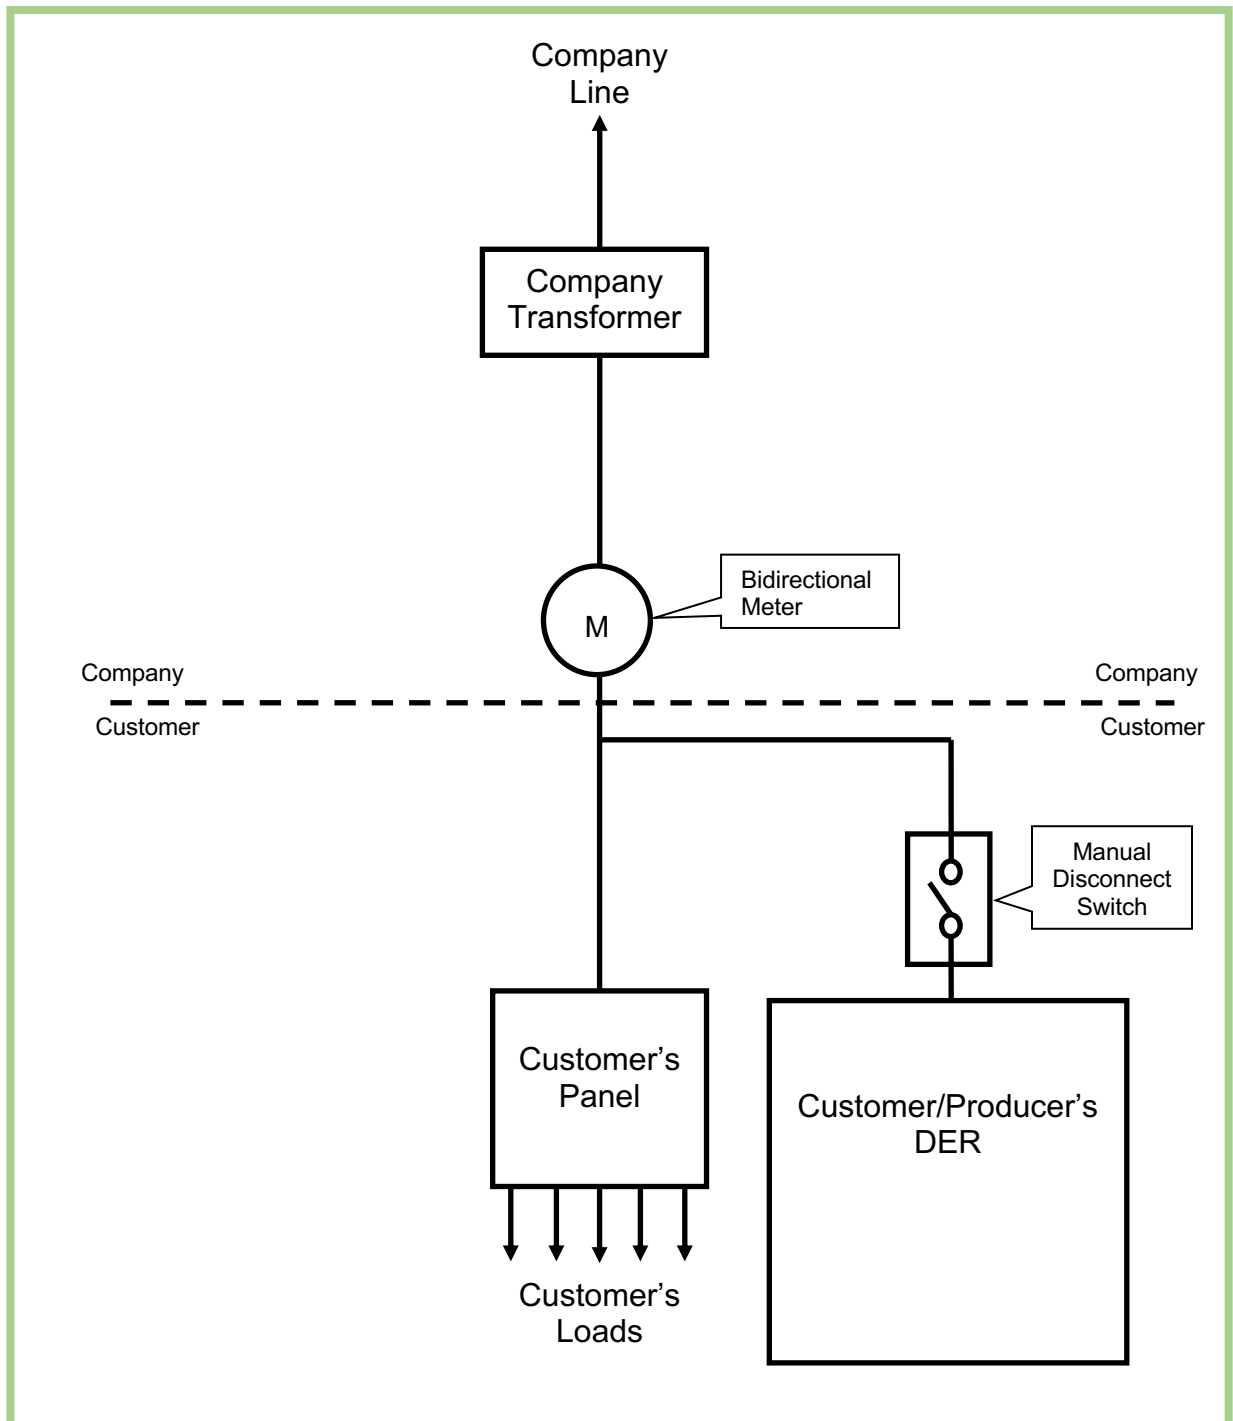 Company
Line
Company
Transformer
Bidirectional
Meter
M
Company
Company
Customer
Customer
Manual
Disconnect
Switch
Customer’s
Panel
Customer/Producer’s
DER
Customer’s
Loads